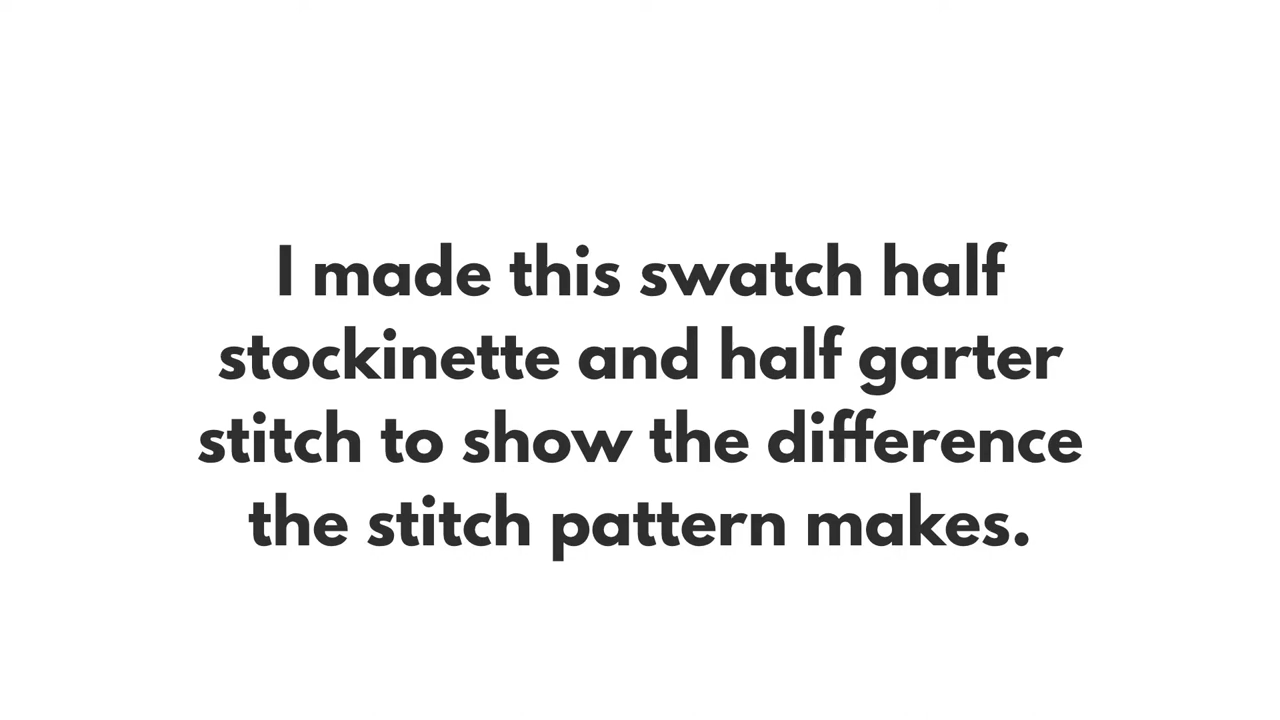 I made this swatch half
stockinette and half garter
stitch to show the difference
the stitch pattern makes.